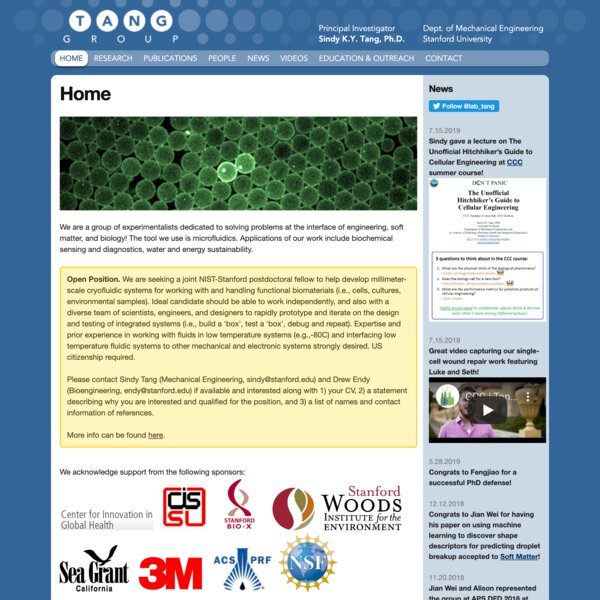 TANG
GROUP
Principal Investigator
Sindy K.Y. Tang, Ph.D.
Dept. of Mechanical Engineering
Stanford University
HOME RESEARCH PUBLICATIONS PEOPLE NEWS VIDEOS EDUCATION & OUTREACH CONTACT
Home
We are a group of experimentalists dedicated to solving problems at the interface of engineering, soft
matter, and biology! The tool we use is microfluidics. Applications of our work include biochemical
sensing and diagnostics, water and energy sustainability.
Open Position. We are seeking a joint NIST-Stanford postdoctoral fellow to help develop millimeter-
scale cryofluidic systems for working with and handling functional biomaterials (i.e., cells, cultures,
environmental samples). Ideal candidate should be able to work independently, and also with a
diverse team of scientists, engineers, and designers to rapidly prototype and iterate on the design
and testing of integrated systems (i.e., build a 'box', test a 'box', debug and repeat). Expertise and
prior experience in working with fluids in low temperature systems (e.g.,-80C) and interfacing low
temperature fluidic systems to other mechanical and electronic systems strongly desired. US
citizenship required.
Please contact Sindy Tang (Mechanical Engineering, sindy@stanford.edu) and Drew Endy
(Bioengineering, endy@stanford.edu) if available and interested along with 1) your CV, 2) a statement
describing why you are interested and qualified for the position, and 3) a list of names and contact
information of references.
More info can be found here.
We acknowledge support from the following sponsors:
Center for Innovation in
Global Health
STANFORD
BIO-X
Stanford
WOODS
INSTITUTE for the
ENVIRONMENT
Sea Grant
California
3M
ACS PRF
NSF
News
Follow @lab_tang
7.15.2019
Sindy gave a lecture on The
Unofficial Hitchhiker's Guide to
Cellular Engineering at CCC
summer course!
DON'T PANIC
The Unofficial
Hitchhiker's Guide to
Cellular Engineering
5 questions to think about in the CCC course:
7.15.2019
Great video capturing our single-
cell wound repair work featuring
Luke and Seth!
5.28.2019
Congrats to Fengjiao for a
successful PhD defense!
12.12.2018
Congrats to Jian Wei for having
his paper on using machine
learning to discover shape
descriptors for predicting droplet
breakup accepted to Soft Matter!
11.20.2018
Jian Wei and Alison represented
the group at APS DFD 2018 at